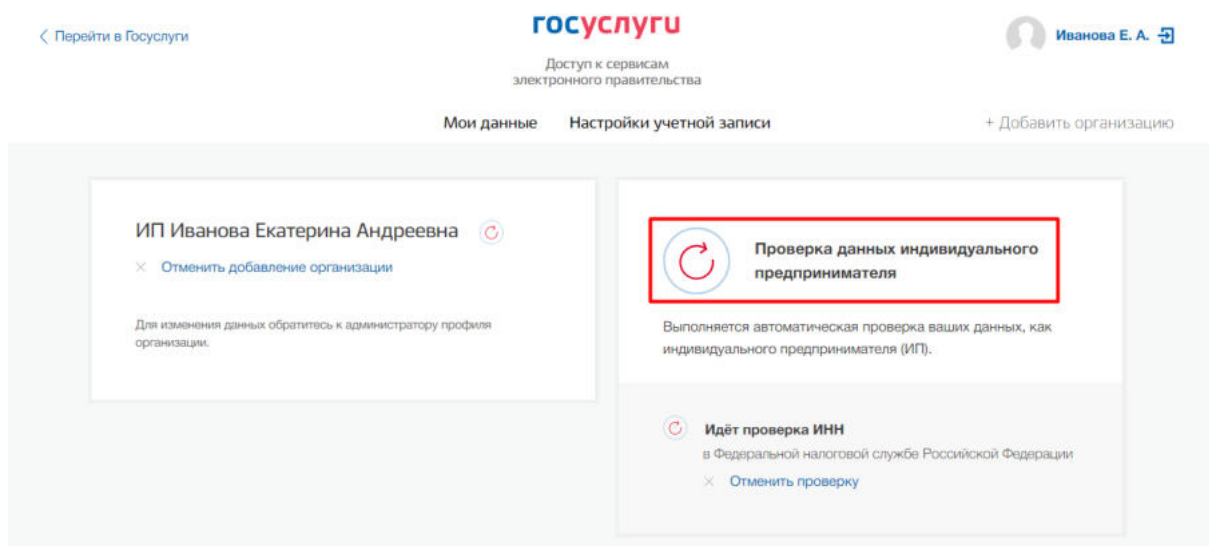 Перейти в Госуслуги
госуслуги
Иванова Е. А.
Доступ к сервисам
электронного правительства
Мои данные
Настройки учетной записи
+ Добавить организацию
ИП Иванова Екатерина Андреевна
Отменить добавление организации
Для изменения данных обратитесь к администратору профиля
организации.
Проверка данных индивидуального
предпринимателя
Выполняется автоматическая проверка ваших данных, как
индивидуального предпринимателя (ИП).
Идёт проверка ИНН
в Федеральной налоговой службе Российской Федерации
Отменить проверку